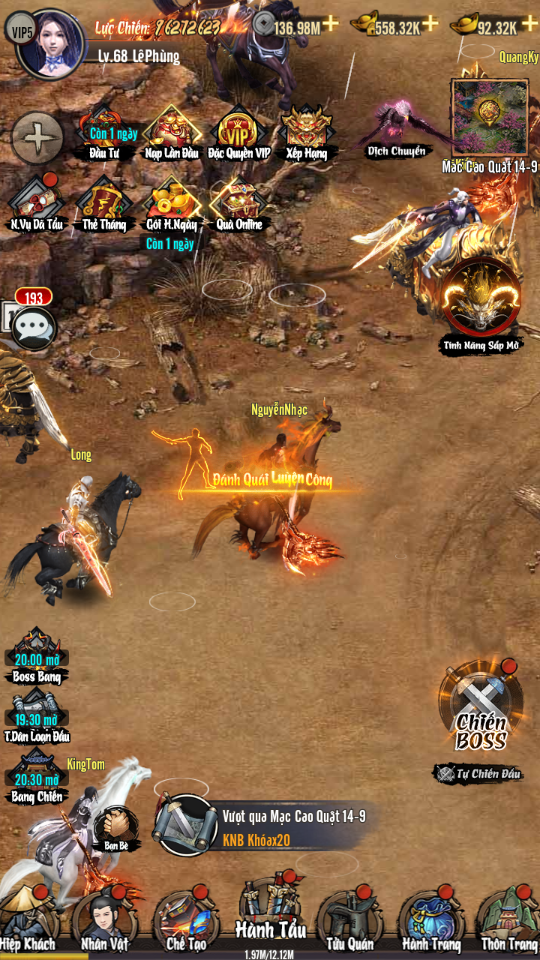 VIP5
Lực Chiến: 96272623
136.98M
558.32K
92.32K
Lv.68 LêPhùng
QuangKy
Còn 1 ngày
VIP
Đầu Tư
Nạp Lần Đầu
Đặc Quyền VIP
Xếp Hạng
Dịch Chuyển
Mạc Cao Quật 14-9
N.Vụ Dã Tẩu
Thẻ Tháng
Gói H.Ngày
Quà Online
Còn 1 ngày
193
Tính Năng Sắp Mở
NguyễnNhạc
Long
Đánh Quái Luyện Công
20:00 mở
Boss Bang
19:30 mở
T.Dân Loạn Đấu
20:30 mở
Bang Chiến
Chiến
BOSS
Tự Chiến Đấu
KingTom
Bạn Bè
Vượt qua Mạc Cao Quật 14-9
KNB Khóax20
Hiệp Khách
Nhân Vật
Chế Tạo
Hành Tẩu
Tửu Quán
Hành Trang
Thôn Trang
1.97M/12.12M